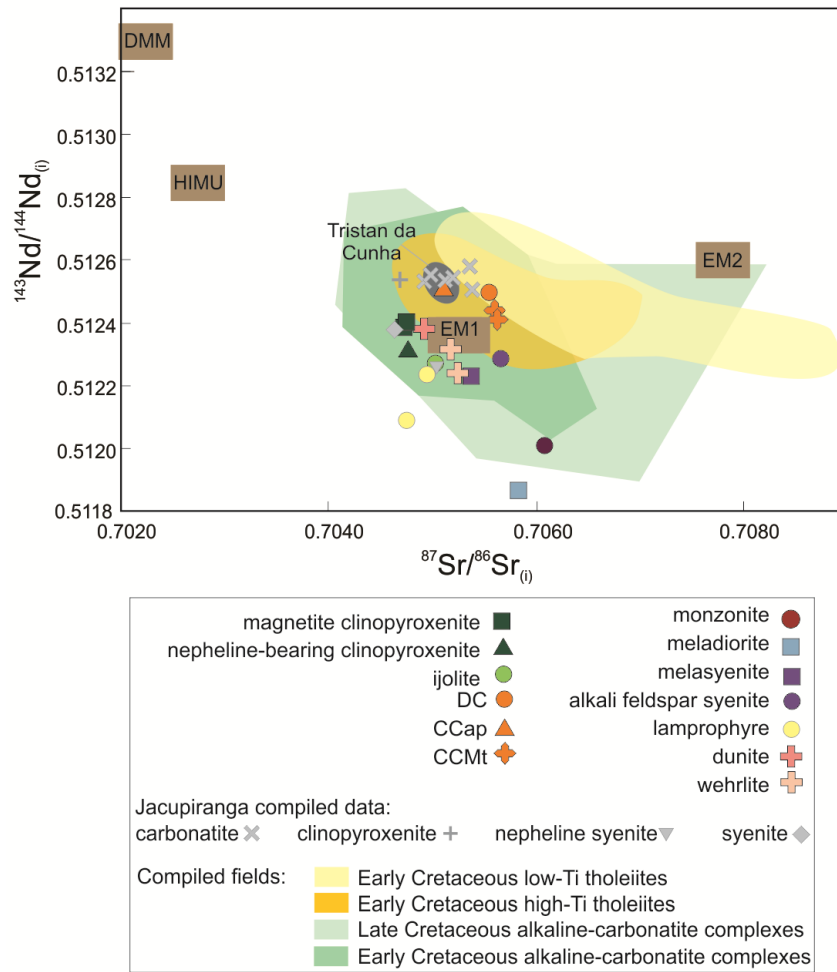 DMM
0.5132
0.5130
HIMU
0.5128
Tristan da
Cunha
0.5126
EM2
0.5124
EM1
0.5122
0.5120
0.5118
143Nd/144Nd(i)
0.7020
0.7040
0.7060
0.7080
87Sr/86Sr(i)
magnetite clinopyroxenite
nepheline-bearing clinopyroxenite
ijolite
DC
CCap
CCMt
monzonite
meladiorite
melasyenite
alkali feldspar syenite
lamprophyre
dunite
wehrlite
Jacupiranga compiled data:
carbonatite clinopyroxenite nepheline syenite syenite
Compiled fields:
Early Cretaceous low-Ti tholeiites
Early Cretaceous high-Ti tholeiites
Late Cretaceous alkaline-carbonatite complexes
Early Cretaceous alkaline-carbonatite complexes